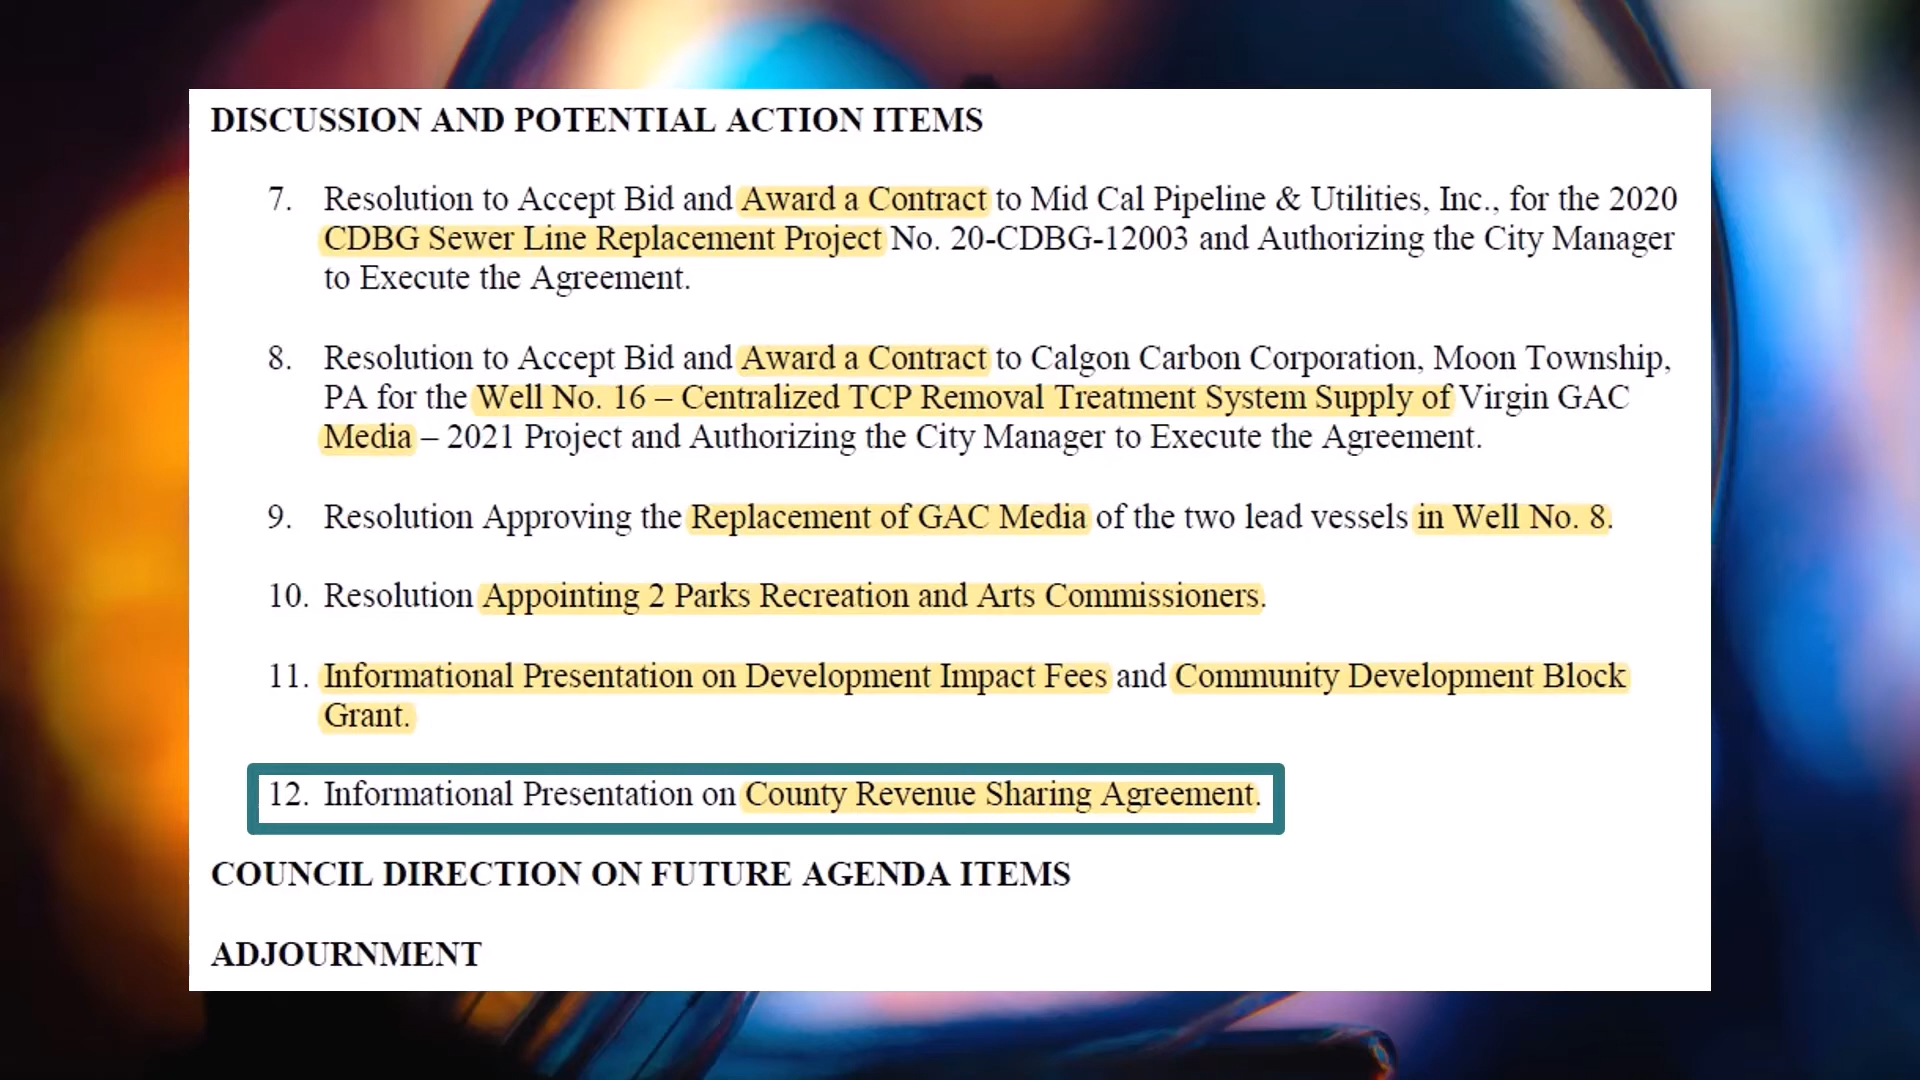 DISCUSSION AND POTENTIAL ACTION ITEMS
7. Resolution to Accept Bid and Award a Contract to Mid Cal Pipeline & Utilities, Inc., for the 2020
CDBG Sewer Line Replacement Project No. 20-CDBG-12003 and Authorizing the City Manager
to Execute the Agreement.
8. Resolution to Accept Bid and Award a Contract to Calgon Carbon Corporation, Moon Township,
PA for the Well No. 16 – Centralized TCP Removal Treatment System Supply of Virgin GAC
Media – 2021 Project and Authorizing the City Manager to Execute the Agreement.
9. Resolution Approving the Replacement of GAC Media of the two lead vessels in Well No. 8.
10. Resolution Appointing 2 Parks Recreation and Arts Commissioners.
11. Informational Presentation on Development Impact Fees and Community Development Block
Grant.
12. Informational Presentation on County Revenue Sharing Agreement.
COUNCIL DIRECTION ON FUTURE AGENDA ITEMS
ADJOURNMENT